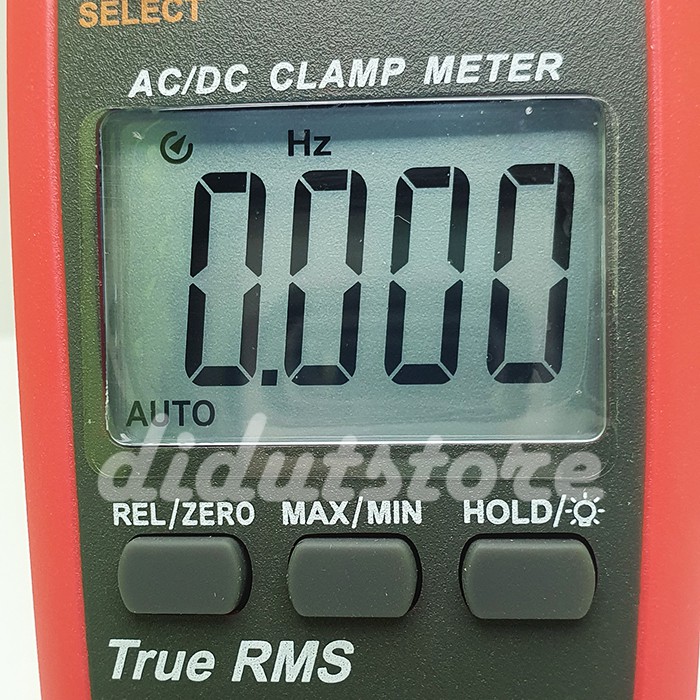 SELECT
AC/DC CLAMP METER
Hz
0.000
AUTO
didutstore
REL/ZERO MAX/MIN HOLD/
True RMS